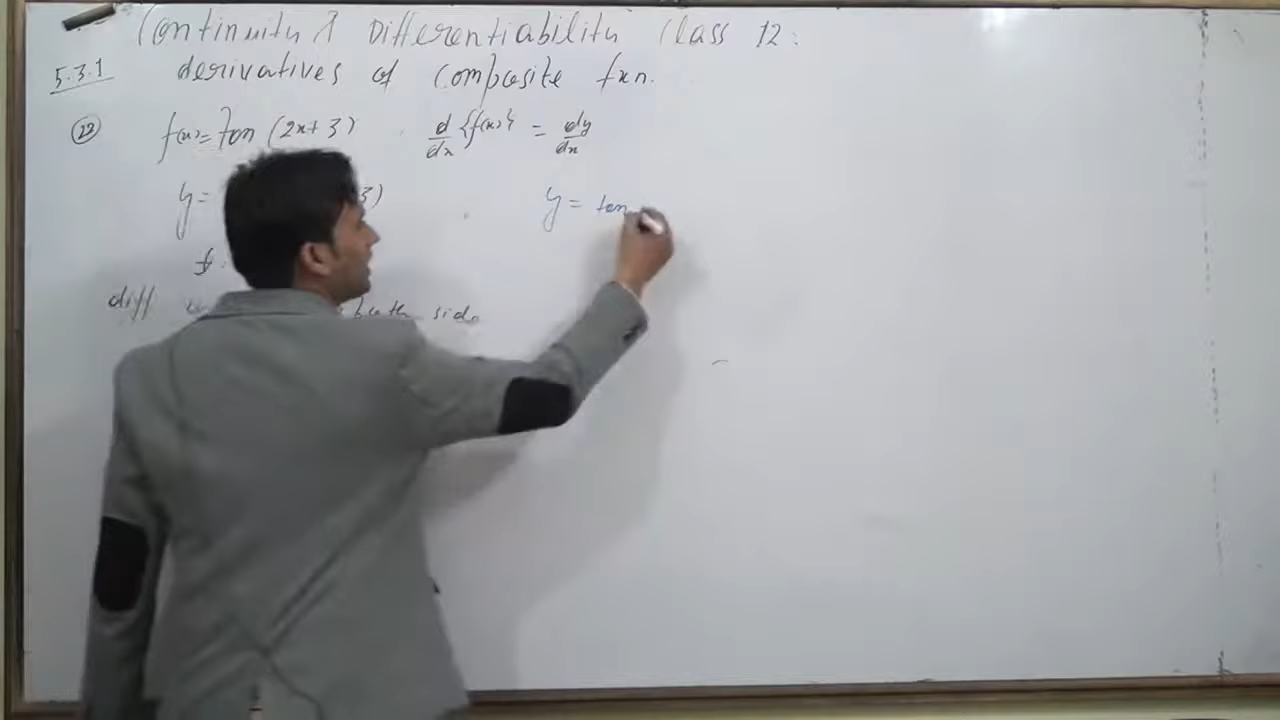 Continuity & Differentiability Class 12:
5.3.1 derivatives of composite fxn.
22 f(x)= tan (2x+3) d/dx {f(x)} = dy/dx
y= 3) y = tan
diff both side